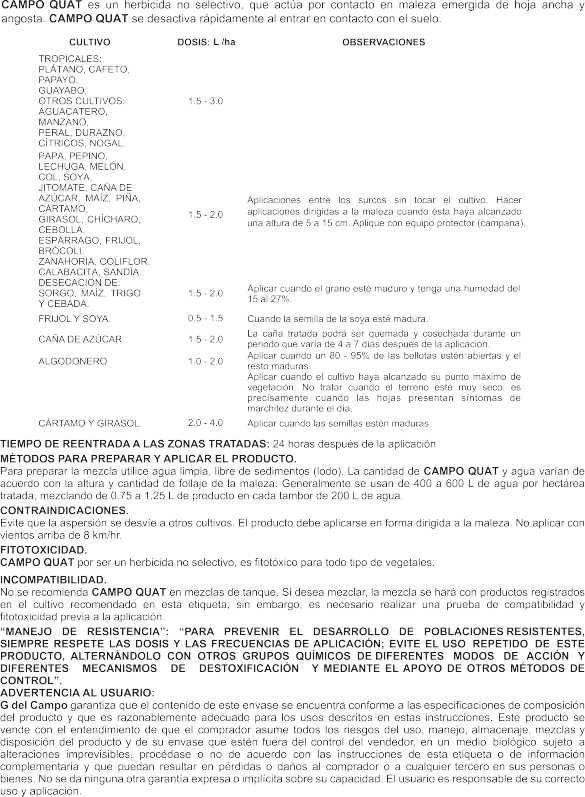 CAMPO QUAT es un herbicida no selectivo, que actúa por contacto en maleza emergida de hoja ancha y
angosta. CAMPO QUAT se desactiva rápidamente al entrar en contacto con el suelo.
CULTIVO DOSIS: L /ha OBSERVACIONES
TROPICALES:
PLÁTANO, CAFETO,
PAPAYO,
GUAYABO.
OTROS CULTIVOS: 1.5 - 3.0
AGUACATERO,
MANZANO,
PERAL, DURAZNO,
CÍTRICOS, NOGAL.
PAPA, PEPINO,
LECHUGA, MELÓN,
COL, SOYA,
JITOMATE, CAÑA DE
AZÚCAR, MAÍZ, PIÑA,
CÁRTAMO,
GIRASOL, CHÍCHARO,
CEBOLLA,
ESPÁRRAGO, FRIJOL,
BRÓCOLI,
ZANAHORIA, COLIFLOR,
CALABACITA, SANDÍA.
1.5 - 2.0
Aplicaciones entre los surcos sin tocar el cultivo. Hacer
aplicaciones dirigidas a la maleza cuando ésta haya alcanzado
una altura de 5 a 15 cm. Aplique con equipo protector (campana).
DESECACION DE:
SORGO, MAÍZ, TRIGO
Y CEBADA.
1.5 - 2.0
Aplicar cuando el grano esté maduro y tenga una humedad del
15 al 27%.
FRIJOL Y SOYA. 0.5 - 1.5 Cuando la semilla de la soya esté madura.
CAÑA DE AZÚCAR 1.5 - 2.0
La caña tratada podrá ser quemada y cosechada durante un
periodo que varia de 4 a 7 días después de la aplicación.
ALGODONERO 1.0 - 2.0
Aplicar cuando un 80 - 95% de las bellotas estén abiertas y el
resto maduras.
Aplicar cuando el cultivo haya alcanzado su punto máximo de
vegetación. No tratar cuando el terreno esté muy seco, es
precisamente cuando las hojas presentan síntomas de
marchitez durante el día.
CÁRTAMO Y GIRASOL. 2.0 - 4.0 Aplicar cuando las semillas estén maduras.
TIEMPO DE REENTRADA A LAS ZONAS TRATADAS: 24 horas después de la aplicación
MÉTODOS PARA PREPARAR Y APLICAR EL PRODUCTO.
Para preparar la mezcla utilice agua limpia, libre de sedimentos (lodo). La cantidad de CAMPO QUAT y agua varían de
acuerdo con la altura y cantidad de follaje de la maleza. Generalmente se usan de 400 a 600 L de agua por hectárea
tratada, mezclando de 0.75 a 1.25 L de producto en cada tambor de 200 L de agua.
CONTRAINDICACIONES.
Evite que la aspersión se desvíe a otros cultivos. El producto debe aplicarse en forma dirigida a la maleza. No aplicar con
vientos arriba de 8 km/hr.
FITOTOXICIDAD.
CAMPO QUAT por ser un herbicida no selectivo, es fitotóxico para todo tipo de vegetales.
INCOMPATIBILIDAD.
No se recomienda CAMPO QUAT en mezclas de tanque. Si desea mezclar, la mezcla se hará con productos registrados
en el cultivo recomendado en esta etiqueta, sin embargo, es necesario realizar una prueba de compatibilidad y
fitotoxicidad previa a la aplicación.
“MANEJO DE RESISTENCIA”: “PARA PREVENIR EL DESARROLLO DE POBLACIONES RESISTENTES,
SIEMPRE RESPETE LAS DOSIS Y LAS FRECUENCIAS DE APLICACIÓN; EVITE EL USO REPETIDO DE ESTE
PRODUCTO, ALTERNÁNDOLO CON OTROS GRUPOS QUÍMICOS DE DIFERENTES MODOS DE ACCIÓN Y
DIFERENTES MECANISMOS DE DESTOXIFICACIÓN Y MEDIANTE EL APOYO DE OTROS MÉTODOS DE
CONTROL”.
ADVERTENCIA AL USUARIO:
G del Campo garantiza que el contenido de este envase se encuentra conforme a las especificaciones de composición
del producto y que es razonablemente adecuado para los usos descritos en estas instrucciones. Este producto se
vende con el entendimiento de que el comprador asume todos los riesgos del uso, manejo, almacenaje, mezclas y
disposición del producto y de su envase que estén fuera del control del vendedor, en un medio biológico sujeto a
alteraciones imprevisibles, procédase o no de acuerdo con las instrucciones de esta etiqueta o de información
complementaria y que puedan resultar en pérdidas o daños al comprador o a cualquier tercero en sus personas o
bienes. No se da ninguna otra garantía expresa o implícita sobre su capacidad. El usuario es responsable de su correcto
uso y aplicación.